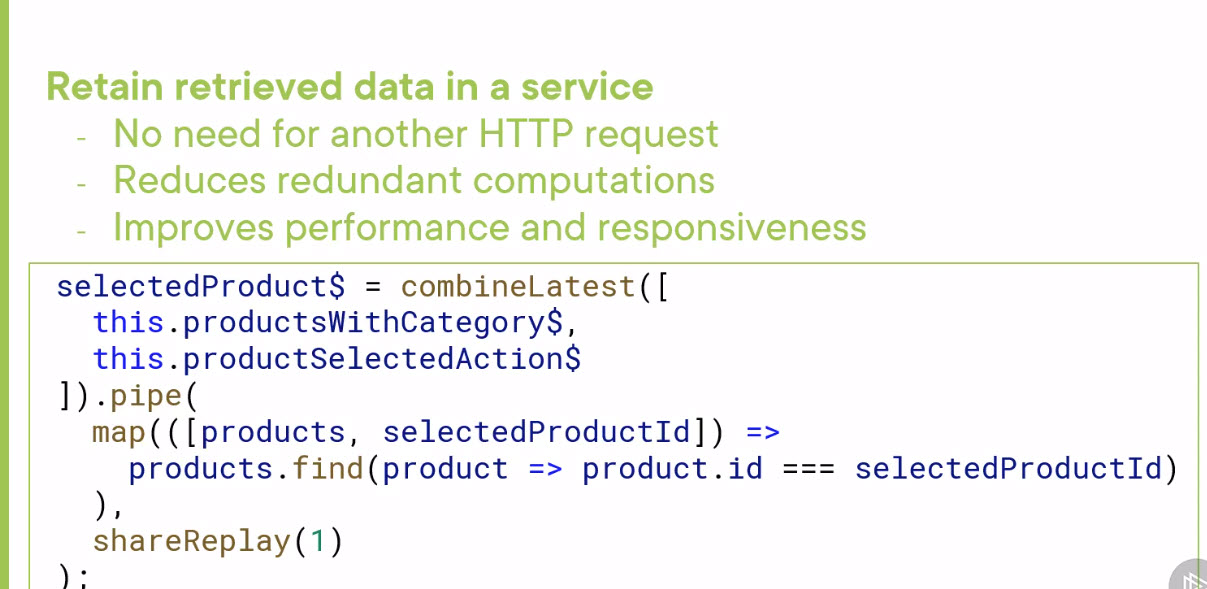 Retain retrieved data in a service
- No need for another HTTP request
- Reduces redundant computations
- Improves performance and responsiveness
selectedProduct$ = combineLatest([
  this.productsWithCategory$,
  this.productSelectedAction$
]).pipe(
  map(([products, selectedProductId]) =>
    products.find(product => product.id === selectedProductId)
  ),
  shareReplay(1)
);